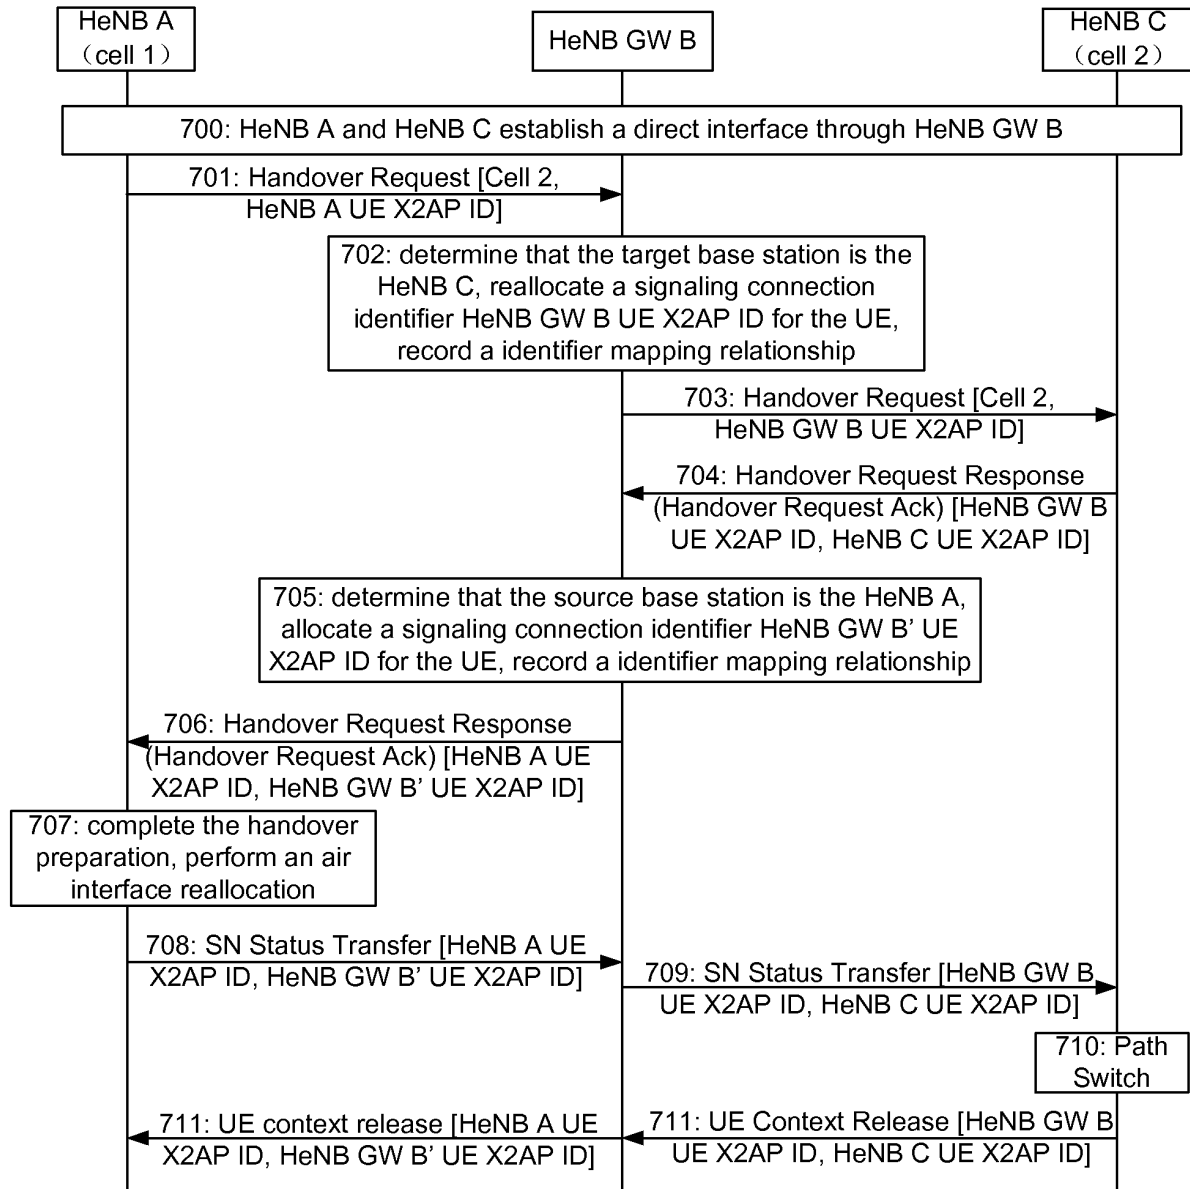 HeNB A
（cell 1）
HeNB GW B
HeNB C
（cell 2）
700: HeNB A and HeNB C establish a direct interface through HeNB GW B
701: Handover Request [Cell 2,
HeNB A UE X2AP ID]
702: determine that the target base station is the
HeNB C, reallocate a signaling connection
identifier HeNB GW B UE X2AP ID for the UE,
record a identifier mapping relationship
703: Handover Request [Cell 2,
HeNB GW B UE X2AP ID]
704: Handover Request Response
(Handover Request Ack) [HeNB GW B
UE X2AP ID, HeNB C UE X2AP ID]
705: determine that the source base station is the HeNB A,
allocate a signaling connection identifier HeNB GW B’ UE
X2AP ID for the UE, record a identifier mapping relationship
706: Handover Request Response
(Handover Request Ack) [HeNB A UE
X2AP ID, HeNB GW B’ UE X2AP ID]
707: complete the handover
preparation, perform an air
interface reallocation
708: SN Status Transfer [HeNB A UE
X2AP ID, HeNB GW B’ UE X2AP ID]
709: SN Status Transfer [HeNB GW B
UE X2AP ID, HeNB C UE X2AP ID]
710: Path
Switch
711: UE context release [HeNB A UE
X2AP ID, HeNB GW B’ UE X2AP ID]
711: UE Context Release [HeNB GW B
UE X2AP ID, HeNB C UE X2AP ID]